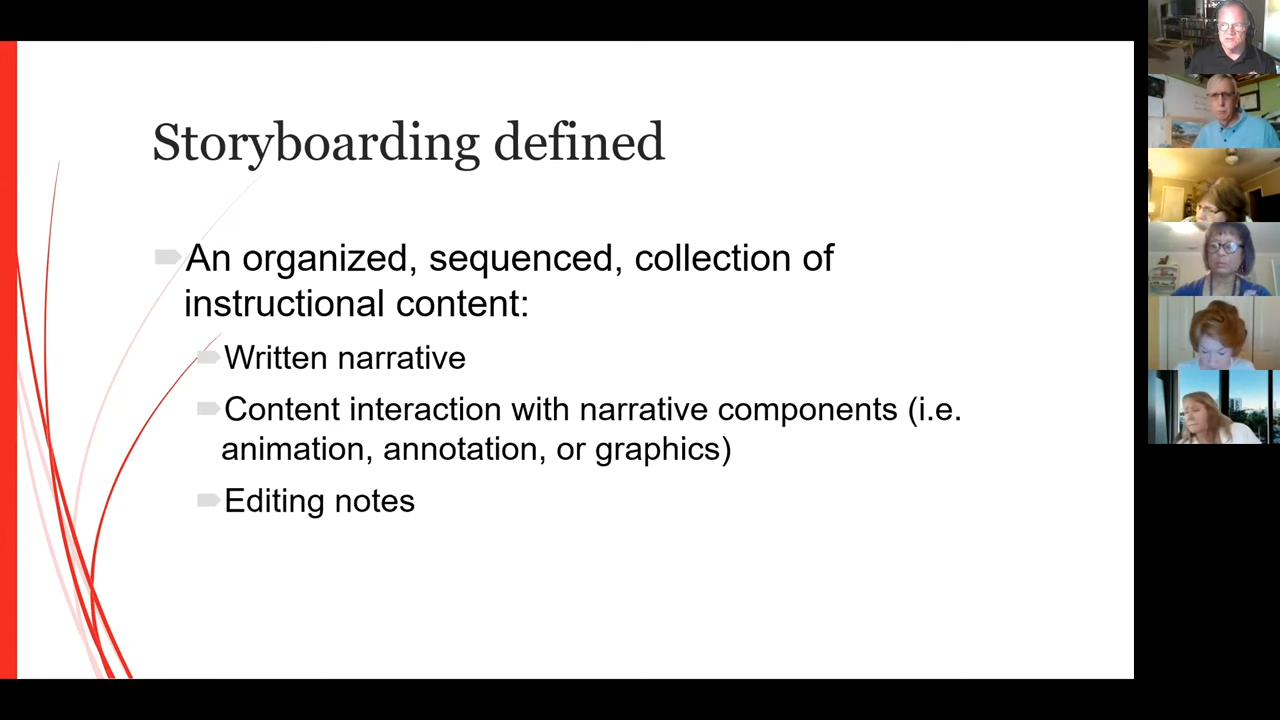 Storyboarding defined
An organized, sequenced, collection of
instructional content:
Written narrative
Content interaction with narrative components (i.e.
animation, annotation, or graphics)
Editing notes